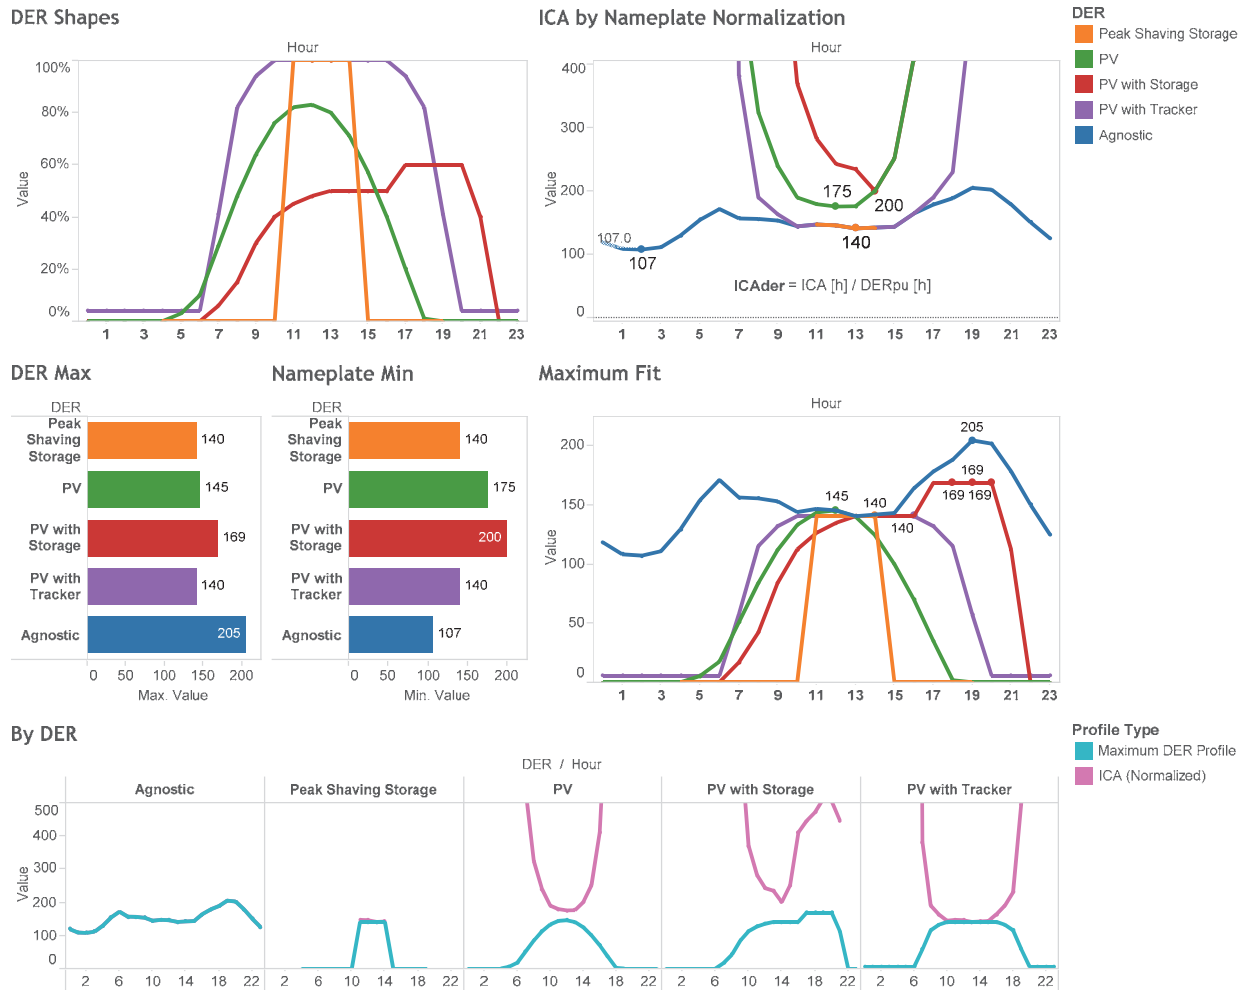 DER Shapes
Hour
100%
80%
60%
40%
20%
0%
Value
1 3 5 7 9 11 13 15 17 19 21 23
ICA by Nameplate Normalization
Hour
400
300
200
100
0
Value
107.0
107
175
200
140
ICAder = ICA [h] / DERpu [h]
1 3 5 7 9 11 13 15 17 19 21 23
DER
Peak Shaving Storage
PV
PV with Storage
PV with Tracker
Agnostic
DER Max
DER
Peak
Shaving
Storage
140
PV
145
PV with
Storage
169
PV with
Tracker
140
Agnostic
205
0 50 100 150 200
Max. Value
Nameplate Min
DER
Peak
Shaving
Storage
140
PV
175
PV with
Storage
200
PV with
Tracker
140
Agnostic
107
0 50 100 150 200
Min. Value
Maximum Fit
Hour
200
150
100
50
0
Value
205
169
169 169
145
140
140
1 3 5 7 9 11 13 15 17 19 21 23
By DER
DER / Hour
Agnostic
Peak Shaving Storage
PV
PV with Storage
PV with Tracker
500
400
300
200
100
0
Value
2 6 10 14 18 22
2 6 10 14 18 22
2 6 10 14 18 22
2 6 10 14 18 22
2 6 10 14 18 22
Profile Type
Maximum DER Profile
ICA (Normalized)